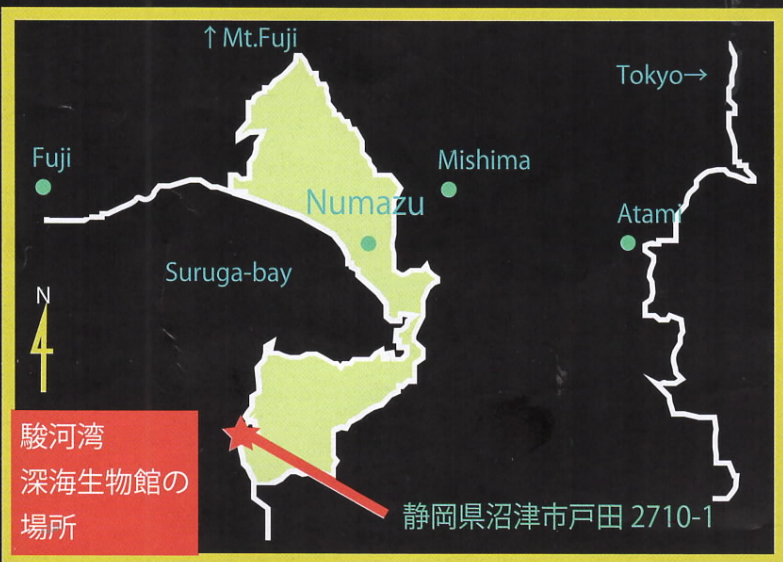 ↑Mt.Fuji
Tokyo→
Fuji
Mishima
Numazu
Atami
Suruga-bay
N
駿河湾
深海生物館の
場所
静岡県沼津市戸田 2710-1